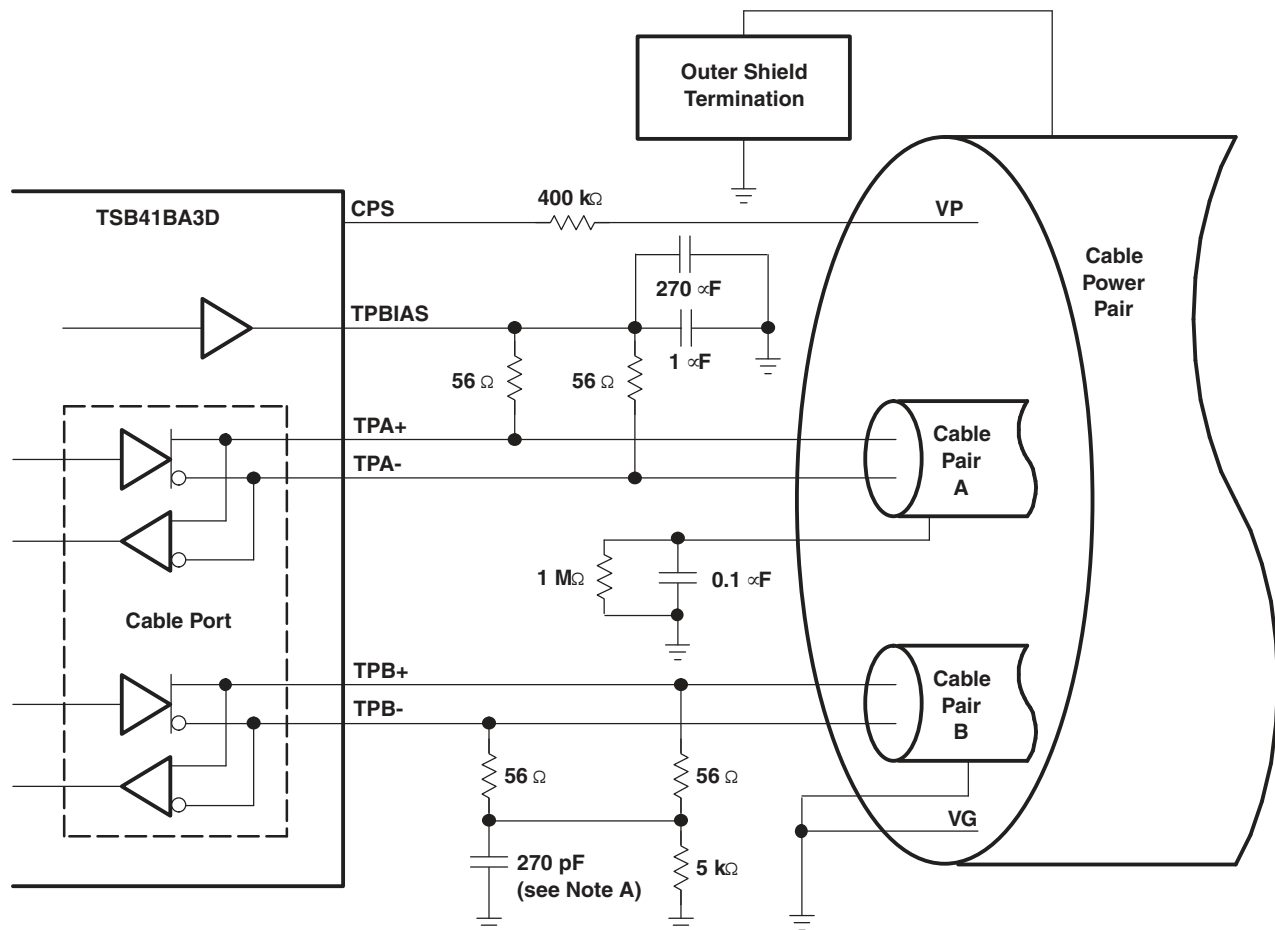 Outer Shield
Termination
TSB41BA3D
CPS
400 kΩ
VP
Cable
Power
Pair
270 ∝F
TPBIAS
1 ∝F
56 Ω
56 Ω
TPA+
Cable
Pair
A
TPA-
1 MΩ
0.1 ∝F
Cable Port
TPB+
Cable
Pair
B
TPB-
56 Ω
56 Ω
VG
270 pF
(see Note A)
5 kΩ